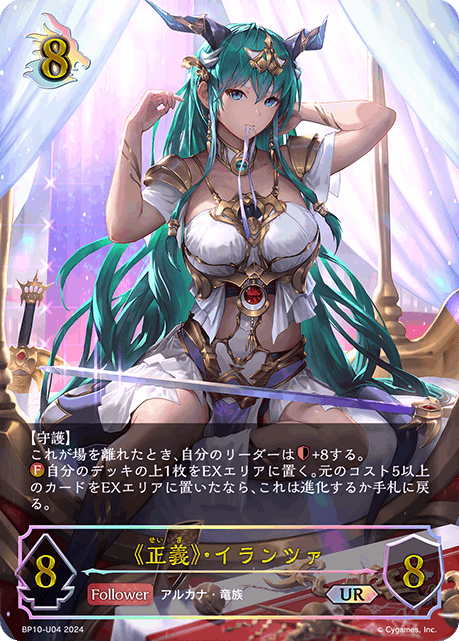 8
【守護】
これが場を離れたとき、自分のリーダーは+8する。
F自分のデッキの上1枚をEXエリアに置く。元のコスト5以上
のカードをEXエリアに置いたなら、これは進化するか手札に戻
る。
せいぎ
《正義》・イランツァ
8
8
Follower アルカナ・竜族
UR
BP10-U04 2024
© Cygames, Inc.